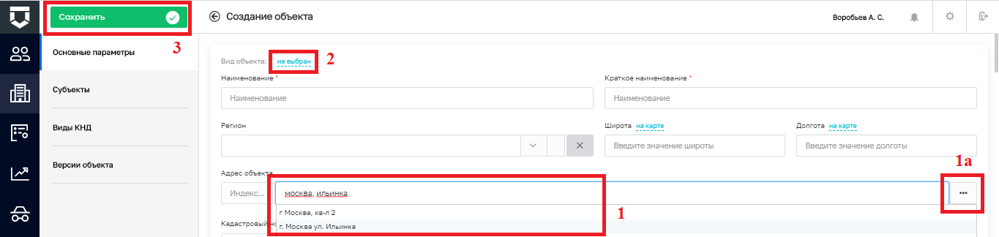 Сохранить
3
Основные параметры
Субъекты
Виды КНД
Версии объекта
Создание объекта
Воробьев А. С.
Вид объекта: не выбран
2
Наименование * Краткое наименование *
Наименование Наименование
Регион Широта на карте Долгота на карте
Введите значение широты Введите значение долготы
1а
Адрес объекта
Индекс... москва, ильинка ...
г Москва, кв-л 2
1
Кадастровый но г. Москва ул. Ильинка